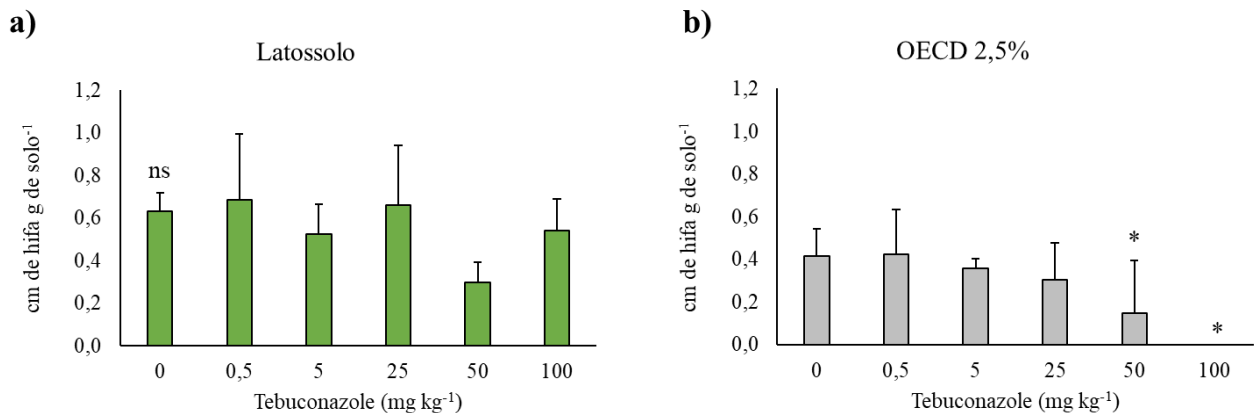 a)
Latossolo
cm de hifa g de solo⁻¹
1,2
1,0
0,8
0,6
0,4
0,2
0,0
ns
0 0,5 5 25 50 100
Tebuconazole (mg kg⁻¹)
b)
OECD 2,5%
cm de hifa g de solo⁻¹
1,2
1,0
0,8
0,6
0,4
0,2
0,0
*
*
0 0,5 5 25 50 100
Tebuconazole (mg kg⁻¹)